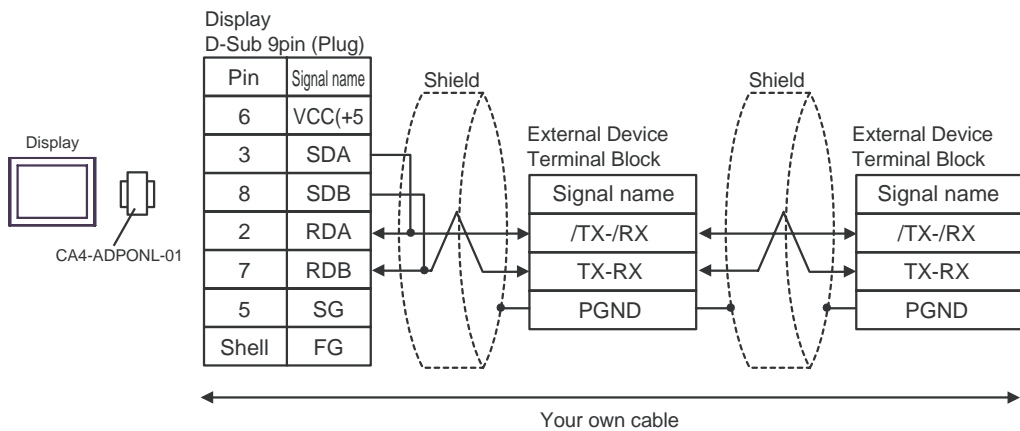 Display
D-Sub 9pin (Plug)
Pin Signal name
6 VCC(+5
3 SDA
8 SDB
2 RDA
7 RDB
5 SG
Shell FG
Display
CA4-ADPONL-01
Shield
External Device
Terminal Block
Signal name
/TX-/RX
TX-RX
PGND
Shield
External Device
Terminal Block
Signal name
/TX-/RX
TX-RX
PGND
Your own cable